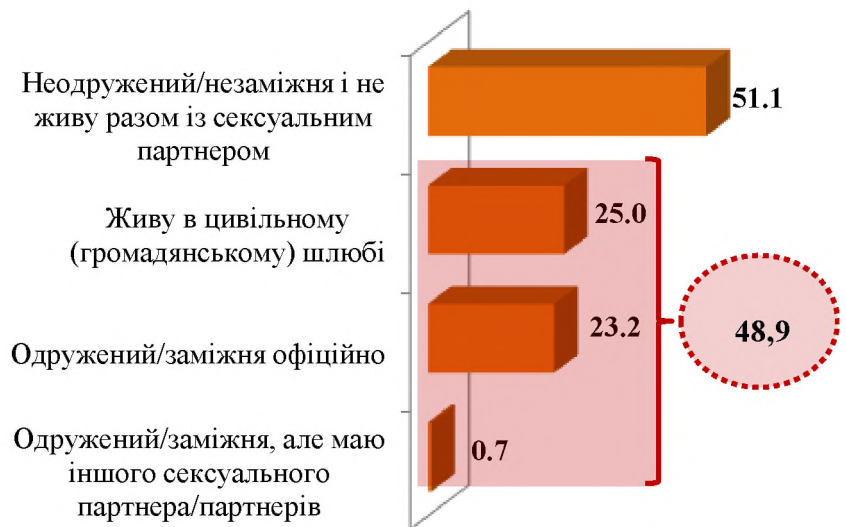 Неодружений/незаміжня і не
живу разом із сексуальним
партнером
51.1
Живу в цивільному
(громадянському) шлюбі
25.0
Одружений/заміжня офіційно
23.2
48,9
Одружений/заміжня, але маю
іншого сексуального
партнера/партнерів
0.7